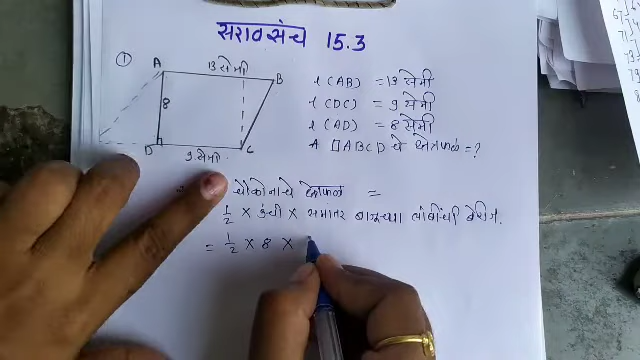 सरावसंच 15.3
①
A 13 सेमी B
8
D 9 सेमी C
l (AB) = 13 सेमी
l (DC) = 9 सेमी
l (AD) = 8 सेमी
A □ABCD चे क्षेत्रफळ = ?
चौकोनाचे क्षेत्रफळ =
1/2 × उंची × समांतर बाजूच्या लांबीची बेरीज.
= 1/2 × 8 ×